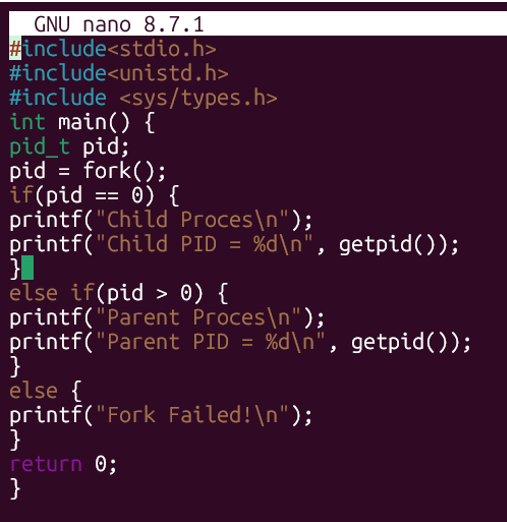 GNU nano 8.7.1
#include<stdio.h>
#include<unistd.h>
#include <sys/types.h>
int main() {
pid_t pid;
pid = fork();
if(pid == 0) {
printf("Child Proces\n");
printf("Child PID = %d\n", getpid());
}
else if(pid > 0) {
printf("Parent Proces\n");
printf("Parent PID = %d\n", getpid());
}
else {
printf("Fork Failed!\n");
}
return 0;
}